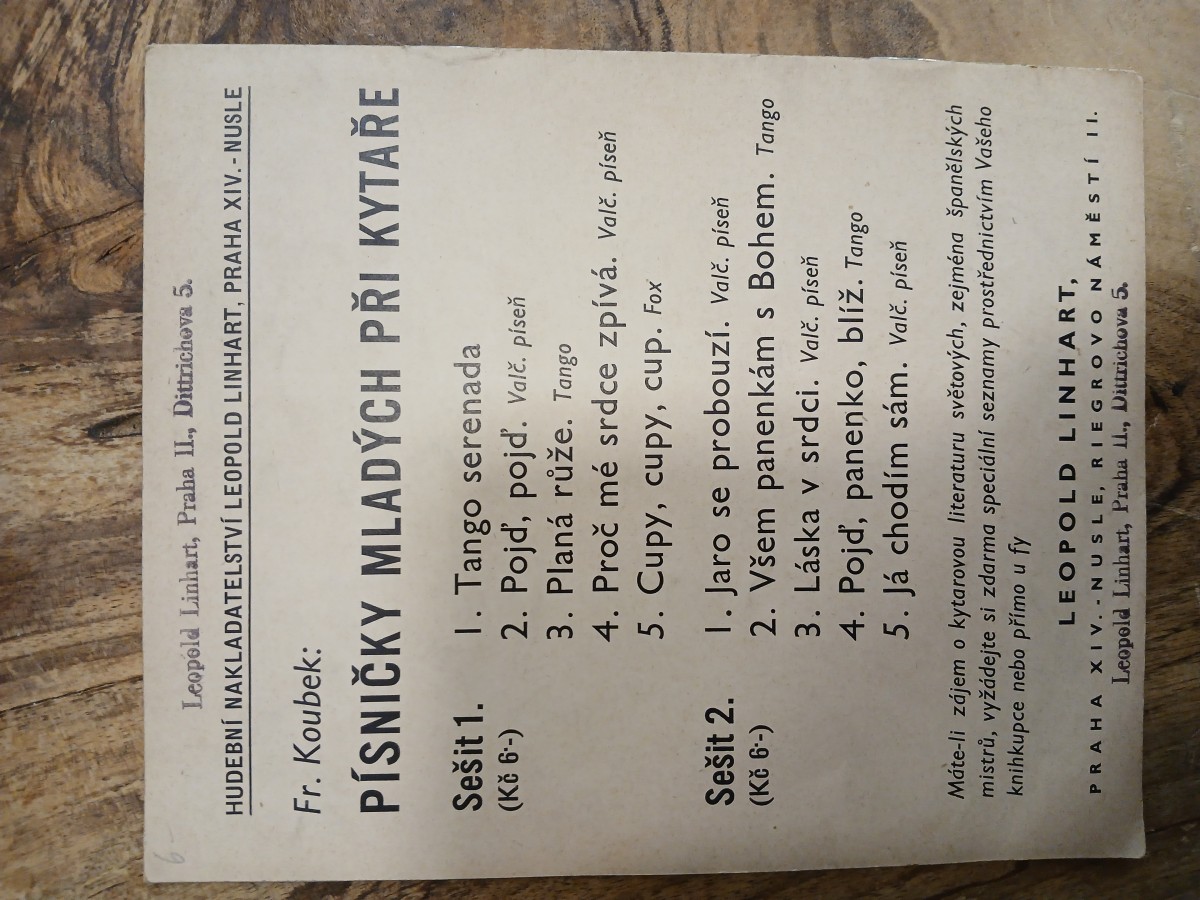 6-
Leopold Linhart, Praha II., Dittrichova 5.
HUDEBNÍ NAKLADATELSTVÍ LEOPOLD LINHART, PRAHA XIV.-NUSLE
Fr. Koubek:
PÍSNIČKY MLADÝCH PŘI KYTAŘE
Sešit 1. 1. Tango serenada
(Kč 6·-) 2. Pojď, pojď. Valč. píseň
3. Planá růže. Tango
4. Proč mé srdce zpívá. Valč. píseň
5. Cupy, cupy, cup. Fox
Sešit 2. 1. Jaro se probouzí. Valč. píseň
(Kč 6·-) 2. Všem panenkám s Bohem. Tango
3. Láska v srdci. Valč. píseň
4. Pojď, panenko, blíž. Tango
5. Já chodím sám. Valč. píseň
Máte-li zájem o kytarovou literaturu světových, zejména španělských
mistrů, vyžádejte si zdarma speciální seznamy prostřednictvím Vašeho
knihkupce nebo přímo u fy
LEOPOLD LINHART,
PRAHA XIV.-NUSLE, RIEGROVO NÁMĚSTÍ 11.
Leopold Linhart, Praha II., Dittrichova 5.